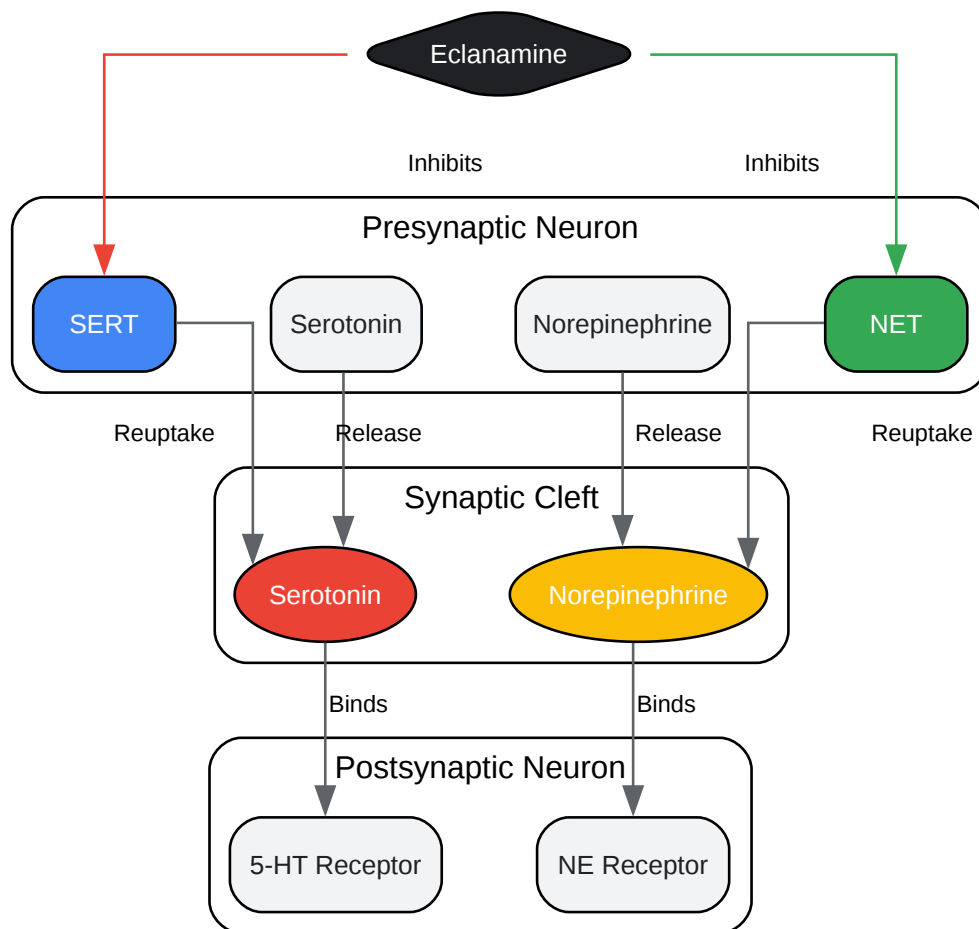 Eclanamine
Inhibits
Inhibits
Presynaptic Neuron
SERT
Serotonin
Norepinephrine
NET
Reuptake
Release
Release
Reuptake
Synaptic Cleft
Serotonin
Norepinephrine
Binds
Binds
Postsynaptic Neuron
5-HT Receptor
NE Receptor